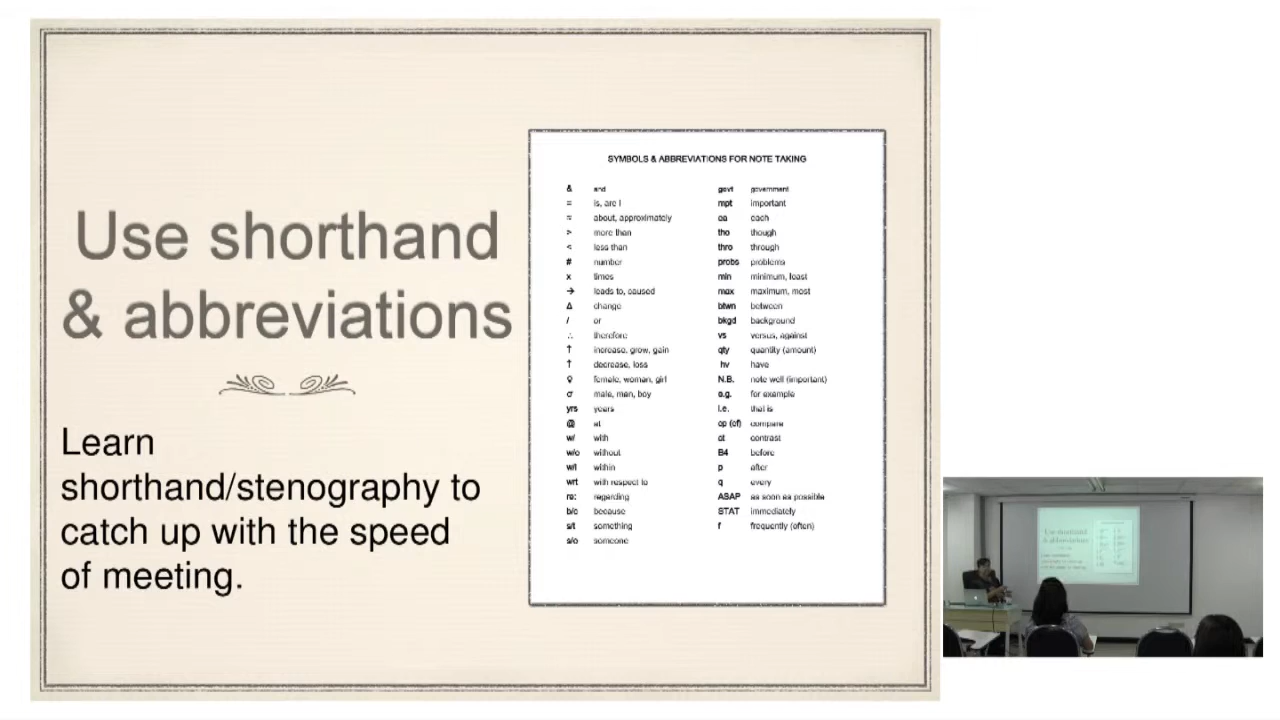 Use shorthand
& abbreviations
Learn
shorthand/stenography to
catch up with the speed
of meeting.
SYMBOLS & ABBREVIATIONS FOR NOTE TAKING
& and
= is, are l
≈ about, approximately
> more than
< less than
# number
x times
→ leads to, caused
Δ change
/ or
∴ therefore
↑ increase, grow, gain
↑ decrease, loss
♀ female, woman, girl
♂ male, man, boy
yrs years
@ at
w/ with
w/o without
w/i within
wrt with respect to
re: regarding
b/c because
s/t something
s/o someone
govt government
mpt important
ea each
tho though
thro through
probs problems
min minimum, least
max maximum, most
btwn between
bkgd background
vs versus, against
qty quantity (amount)
hv have
N.B. note well (important)
e.g. for example
i.e. that is
cp (cf) compare
ct contrast
B4 before
p after
q every
ASAP as soon as possible
STAT immediately
f frequently (often)
Use shorthand
& abbreviations